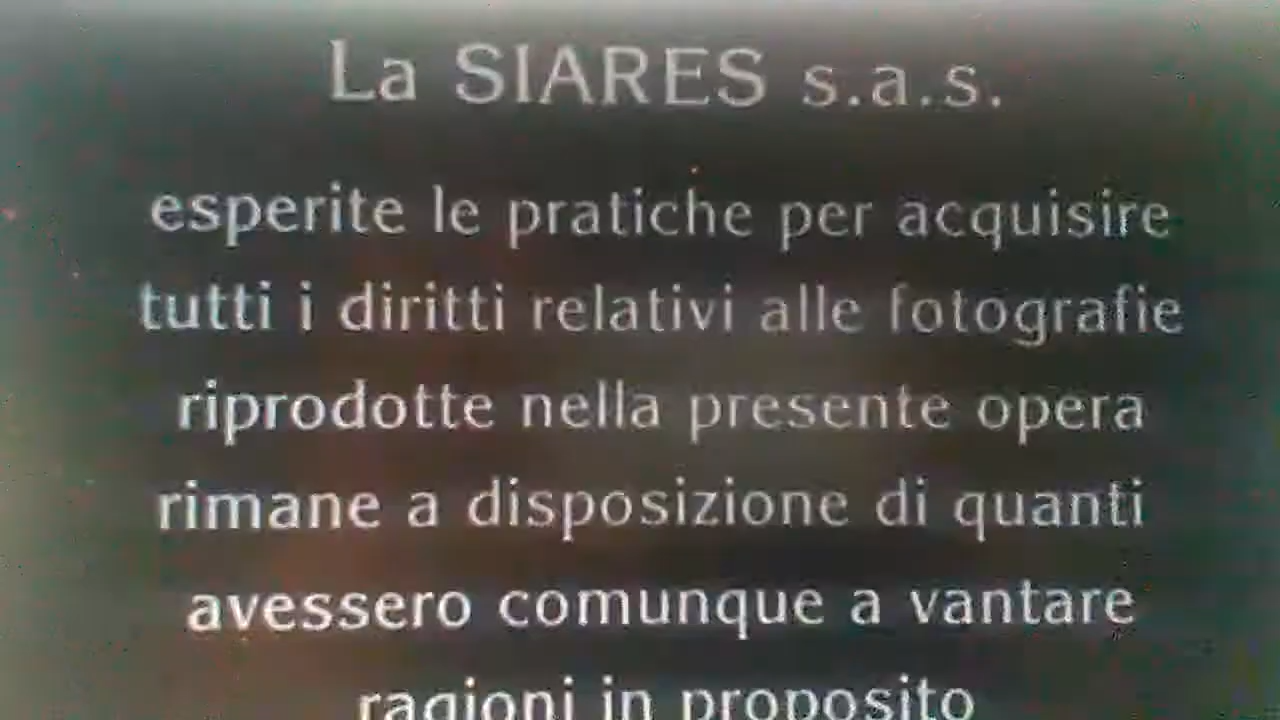 La SIARES s.a.s.
esperite le pratiche per acquisire
tutti i diritti relativi alle fotografie
riprodotte nella presente opera
rimane a disposizione di quanti
avessero comunque a vantare
ragioni in proposito